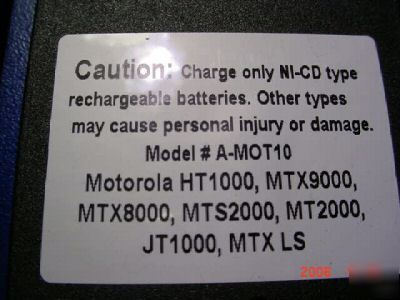 Caution: Charge only NI-CD type
rechargeable batteries. Other types
may cause personal injury or damage.
Model # A-MOT10
Motorola HT1000, MTX9000,
MTX8000, MTS2000, MT2000,
JT1000, MTX LS
2006